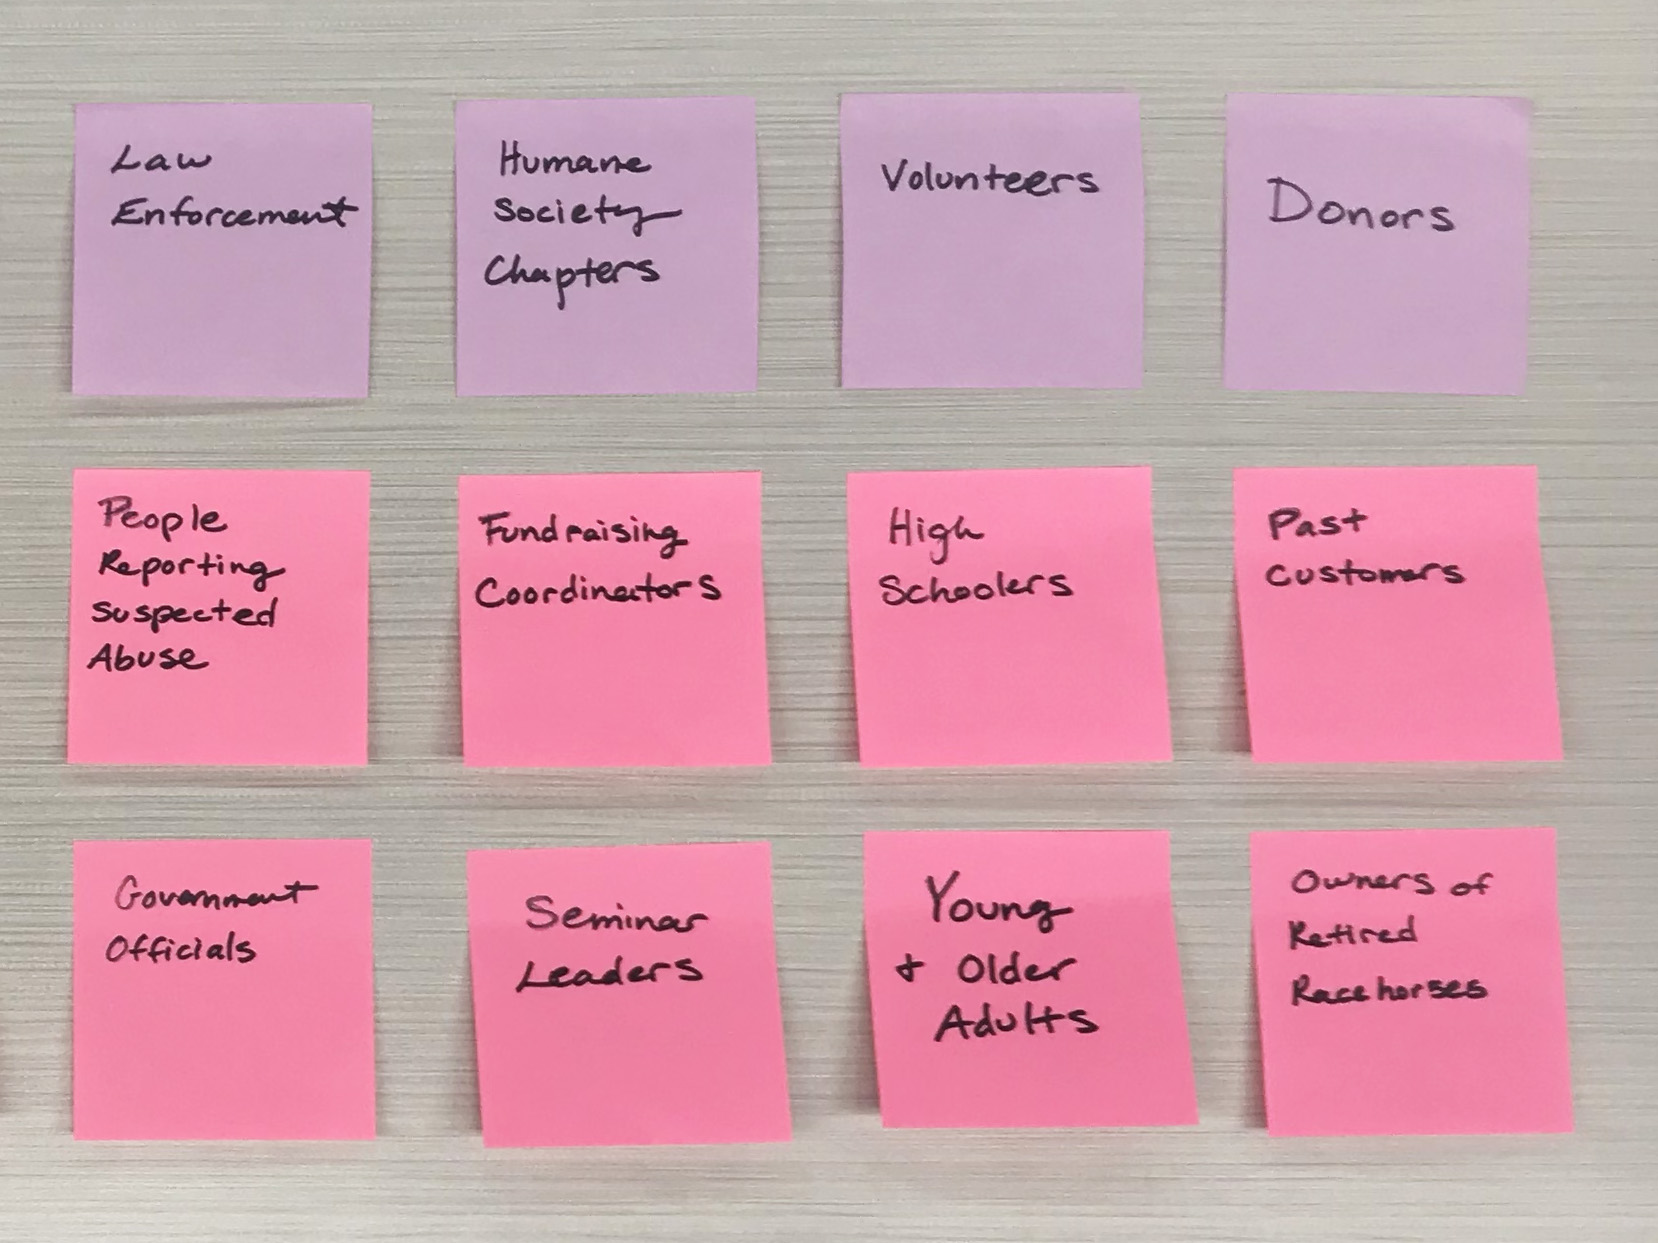 Law
Enforcement
Humane
Society
Chapters
Volunteers
Donors
People
Reporting
Suspected
Abuse
Fundraising
Coordinators
High
Schoolers
Past
Customers
Government
Officials
Seminar
Leaders
Young
+ Older
Adults
Owners of
Retired
Racehorses